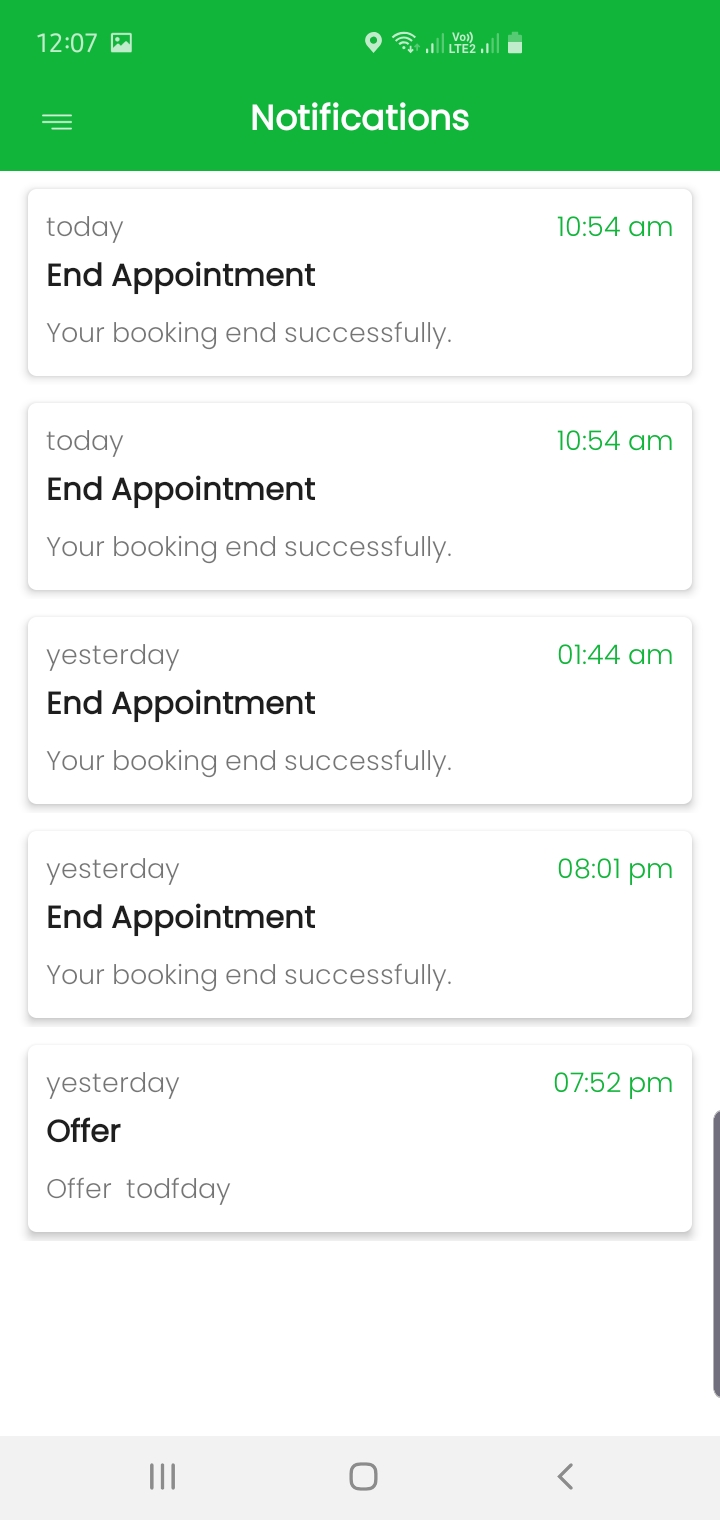 12:07 Vo)) LTE2
Notifications
today 10:54 am
End Appointment
Your booking end successfully.
today 10:54 am
End Appointment
Your booking end successfully.
yesterday 01:44 am
End Appointment
Your booking end successfully.
yesterday 08:01 pm
End Appointment
Your booking end successfully.
yesterday 07:52 pm
Offer
Offer  todfday